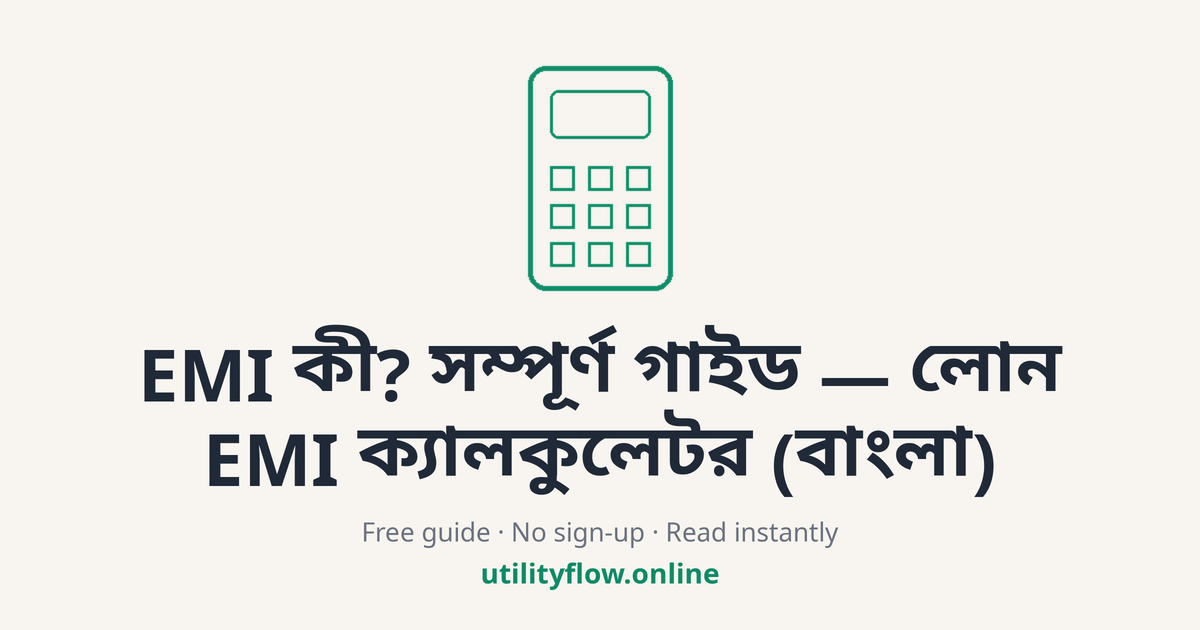 EMI কী? সম্পূর্ণ গাইড — লোন
EMI ক্যালকুলেটর (বাংলা)
Free guide · No sign-up · Read instantly
utilityflow.online